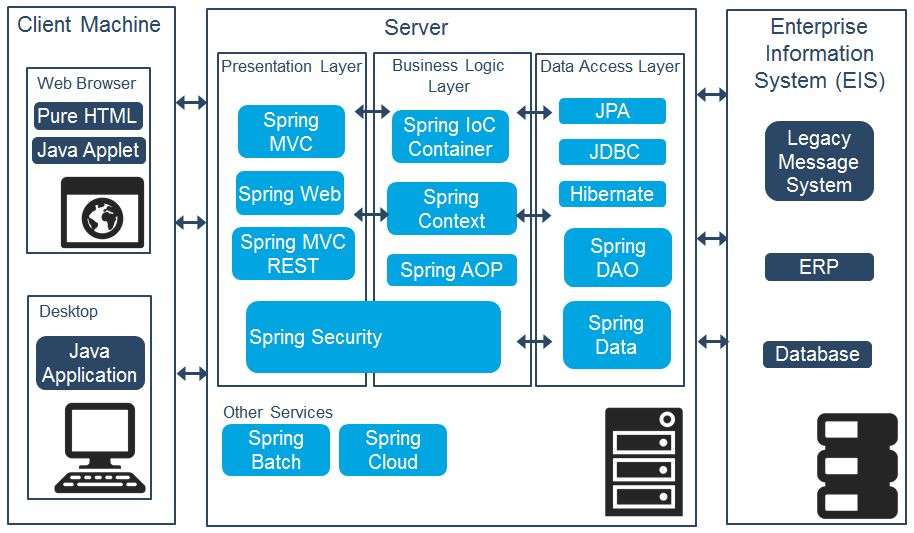 Client Machine
Web Browser
Pure HTML
Java Applet
Desktop
Java
Application
Server
Presentation Layer
Spring
MVC
Spring Web
Spring MVC
REST
Business Logic
Layer
Spring IoC
Container
Spring
Context
Spring AOP
Spring Security
Data Access Layer
JPA
JDBC
Hibernate
Spring
DAO
Spring
Data
Other Services
Spring
Batch
Spring
Cloud
Enterprise
Information
System (EIS)
Legacy
Message
System
ERP
Database